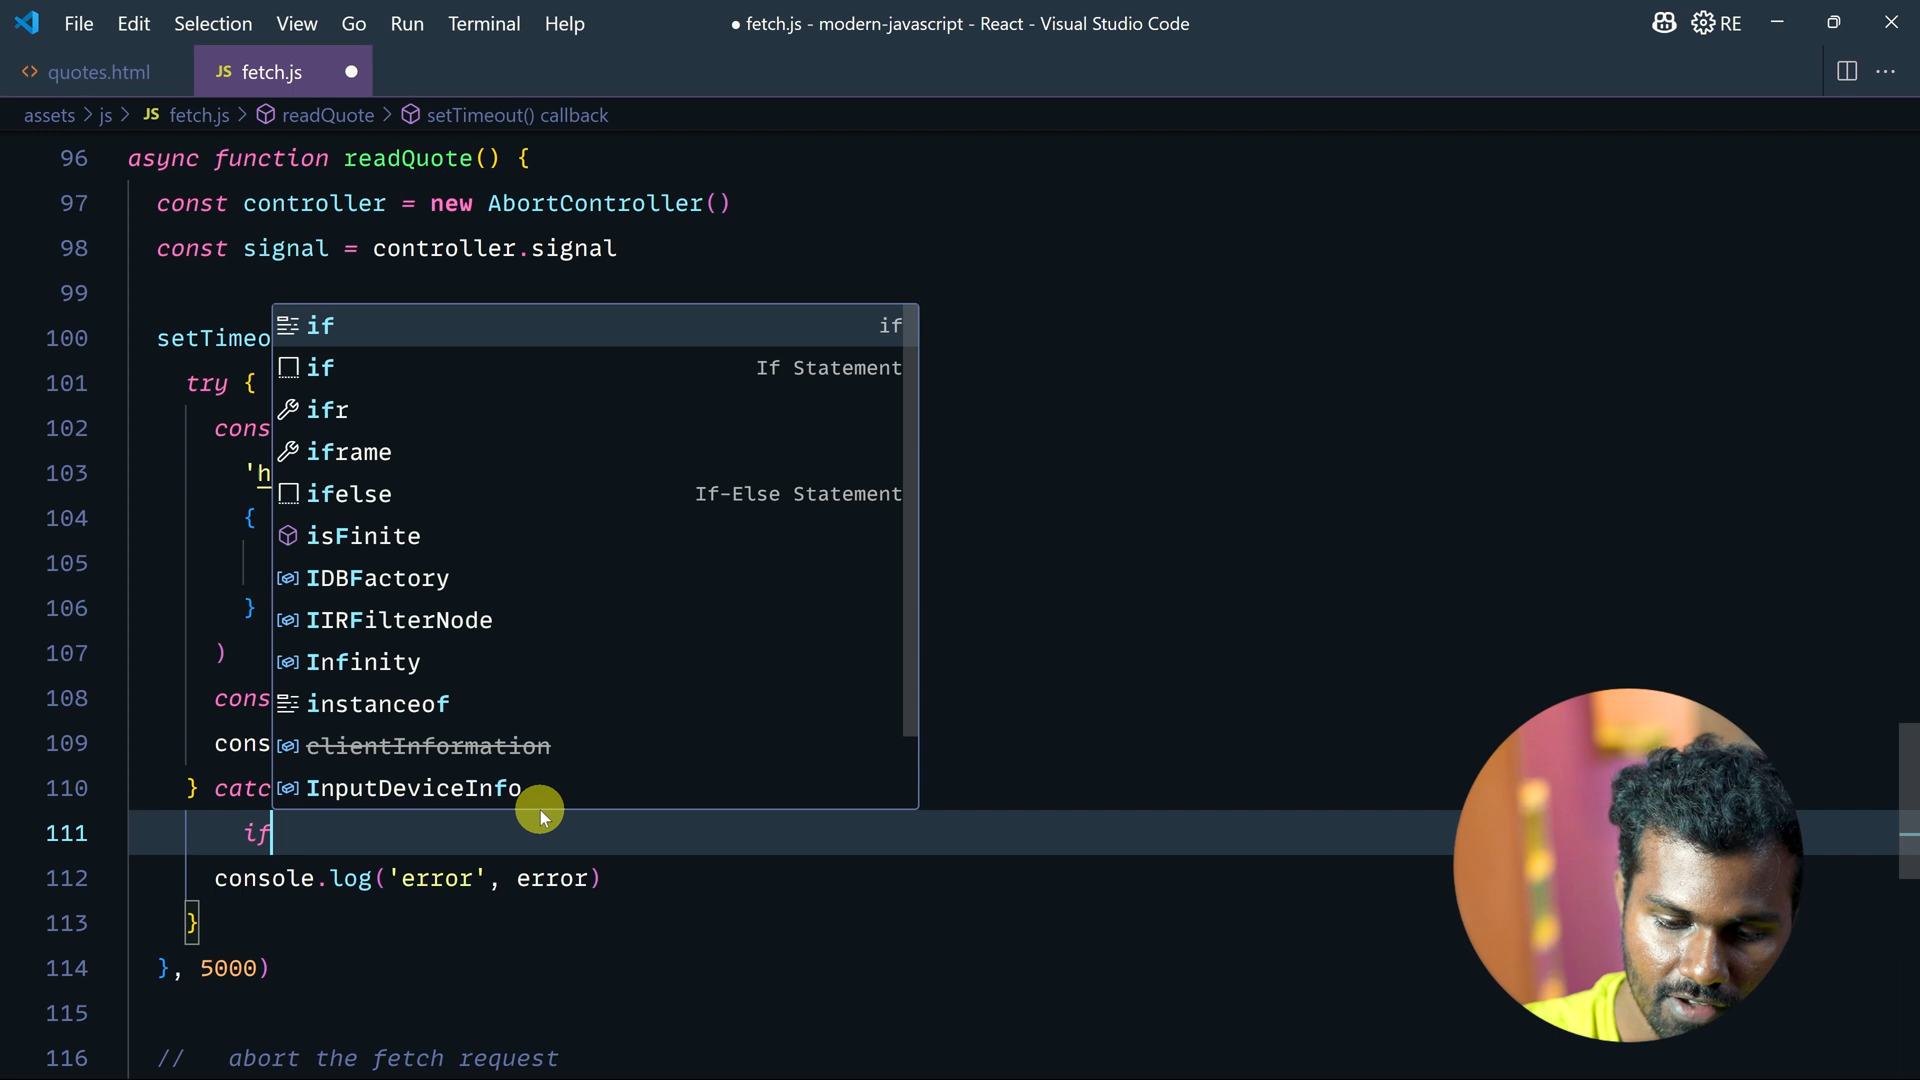 File Edit Selection View Go Run Terminal Help
● fetch.js - modern-javascript - React - Visual Studio Code
RE
quotes.html
JS fetch.js ●
assets > js > JS fetch.js > readQuote > setTimeout() callback
96 async function readQuote() {
97 const controller = new AbortController()
98 const signal = controller.signal
99
100 setTimeo
101 try {
102 cons
103 'h
104 {
105
106 }
107 )
108 cons
109 cons
110 } catc
111 if
112 console.log('error', error)
113 }
114 }, 5000)
115
116 // abort the fetch request
if if
if If Statement
ifr
iframe
ifelse If-Else Statement
isFinite
IDBFactory
IIRFilterNode
Infinity
instanceof
clientInformation
InputDeviceInfo